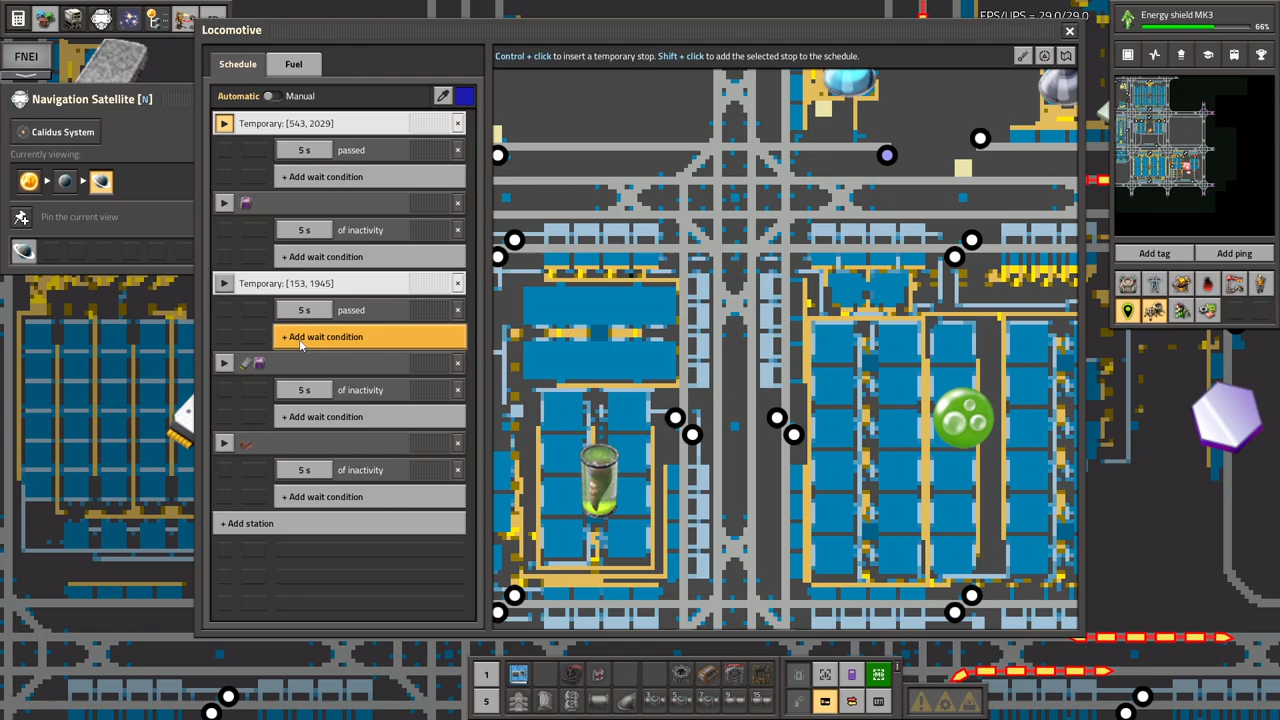 FPS/UPS = 29.0/29.0
Energy shield MK3
66%
Locomotive
FNEI
Schedule
Fuel
Control + click to insert a temporary stop. Shift + click to add the selected stop to the schedule.
Automatic
Manual
Navigation Satellite [N]
Calidus System
Currently viewing:
Pin the current view
Temporary: [543, 2029]
5 s
passed
+ Add wait condition
5 s
of inactivity
+ Add wait condition
Temporary: [153, 1945]
5 s
passed
+ Add wait condition
5 s
of inactivity
+ Add wait condition
5 s
of inactivity
+ Add wait condition
+ Add station
Add tag
Add ping
1
5